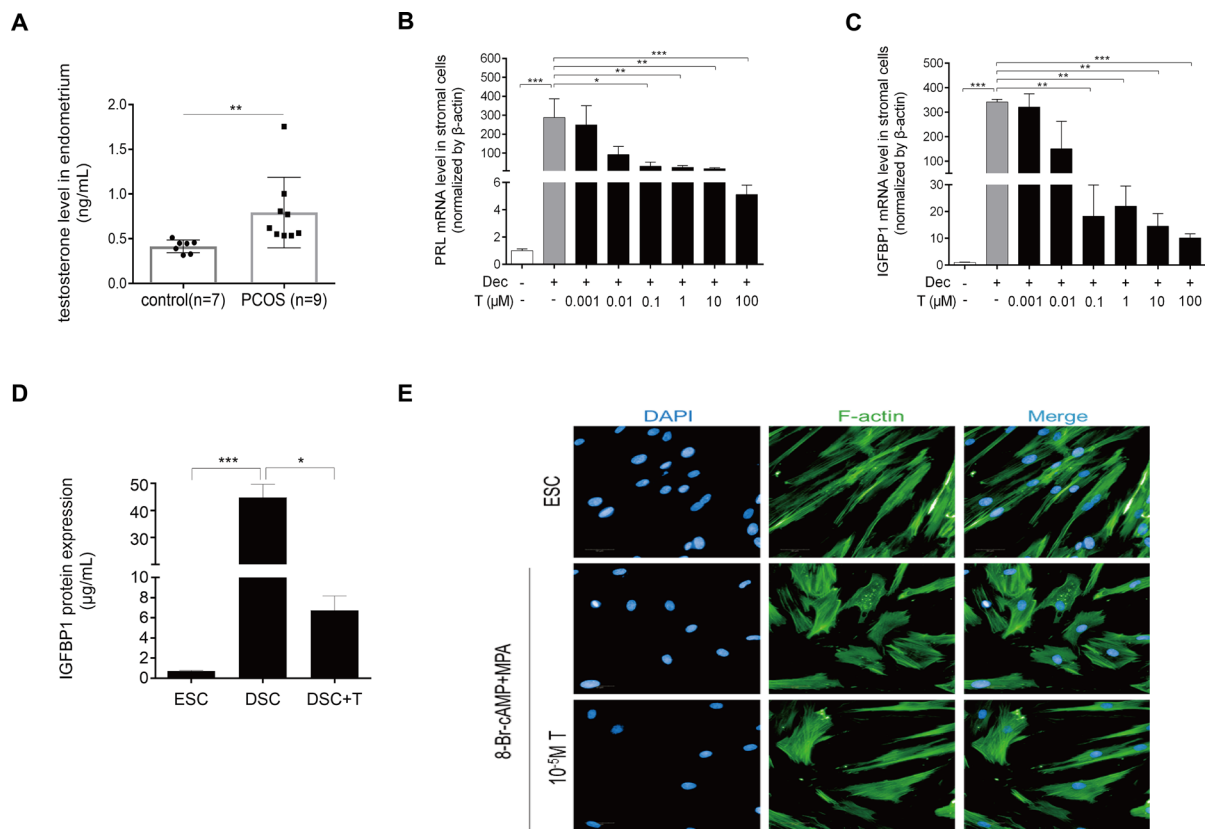 A
testosterone level in endometrium
(ng/mL)
2.0
1.5
1.0
0.5
0.0
**
control(n=7) PCOS (n=9)
B
PRL mRNA level in stromal cells
(normalized by β-actin)
600
500
400
300
200
100
6
4
2
0
***
**
**
*
***
Dec - + + + + + + +
T (μM) - - 0.001 0.01 0.1 1 10 100
C
IGFBP1 mRNA level in stromal cells
(normalized by β-actin)
500
400
300
200
100
30
20
10
0
***
**
**
**
***
Dec - + + + + + + +
T (μM) - - 0.001 0.01 0.1 1 10 100
D
IGFBP1 protein expression
(μg/mL)
50
40
30
10
8
6
4
2
0
*** *
ESC DSC DSC+T
E
DAPI F-actin Merge
ESC
8-Br-cAMP+MPA
10⁻⁵M T